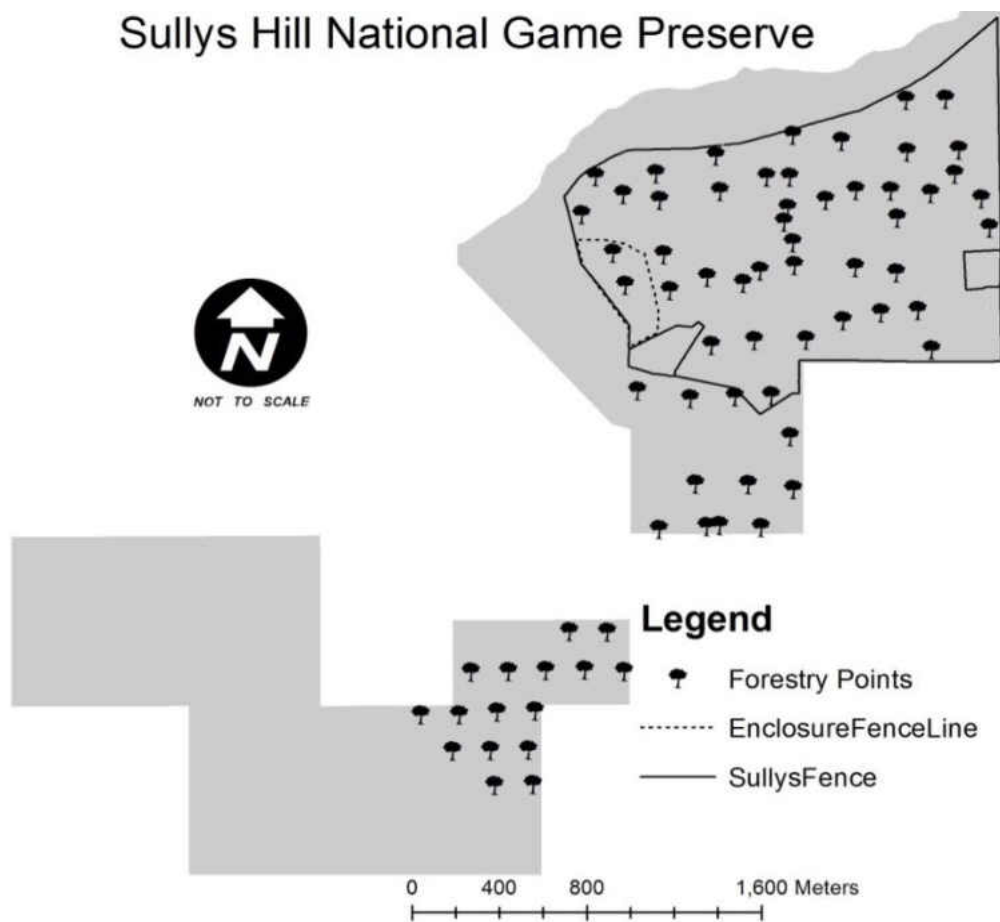 Sullys Hill National Game Preserve
N
NOT TO SCALE
Legend
Forestry Points
EnclosureFenceLine
SullysFence
0 400 800 1,600 Meters